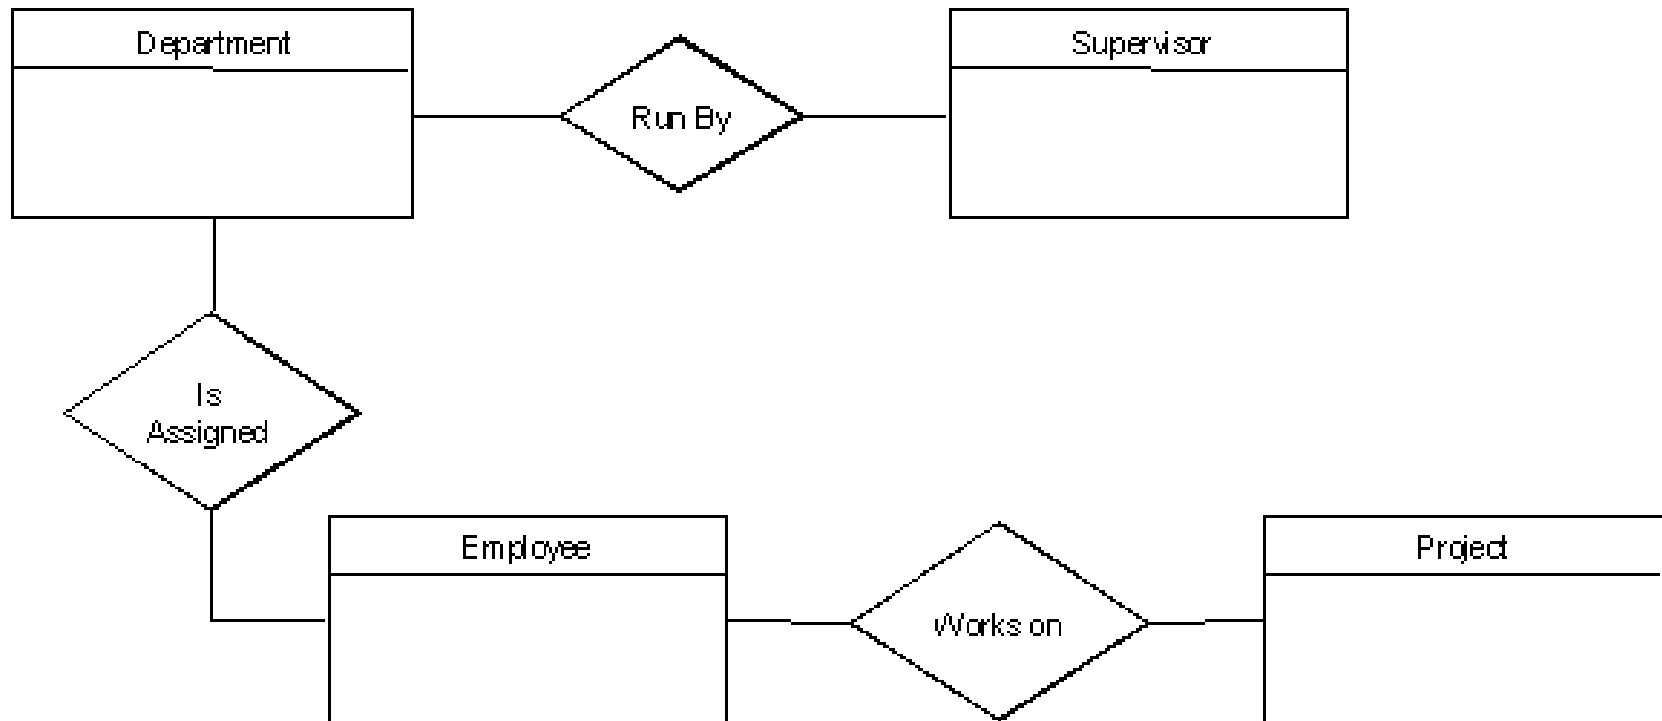 Department
Supervisor
Run By
Is
Assigned
Employee
Project
Works on